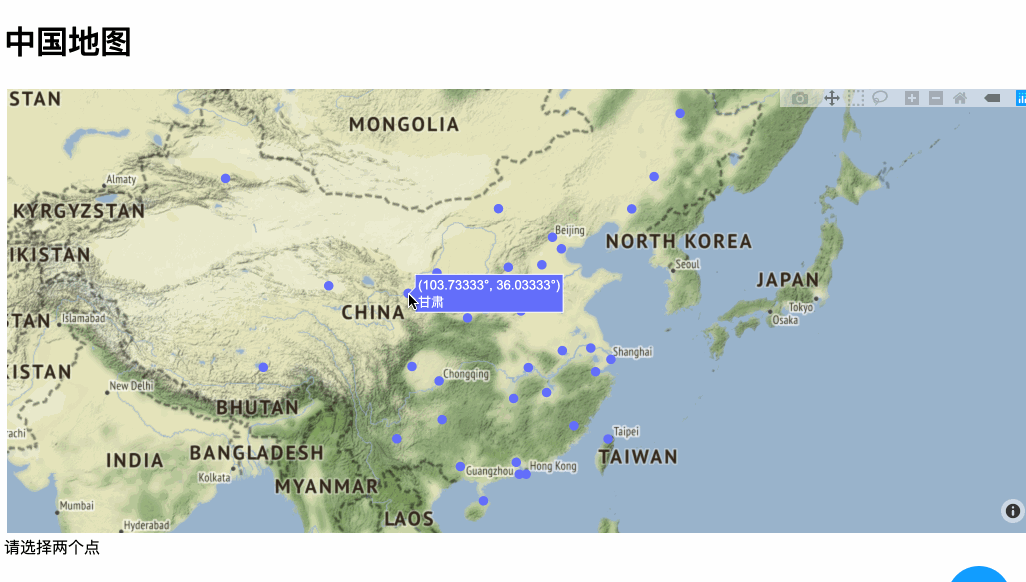 中国地图
STAN
MONGOLIA
Almaty
KYRGYZSTAN
Beijing
NORTH KOREA
IKISTAN
Seoul
(103.73333°, 36.03333°)
甘肃
JAPAN
Tokyo
CHINA
TAN
Islamabad
Osaka
Shanghai
KISTAN
Chongqing
New Delhi
BHUTAN
rachi
Taipei
BANGLADESH
INDIA
TAIWAN
Guangzhou
Hong Kong
Kolkata
MYANMAR
Mumbai
LAOS
Hyderabad
请选择两个点